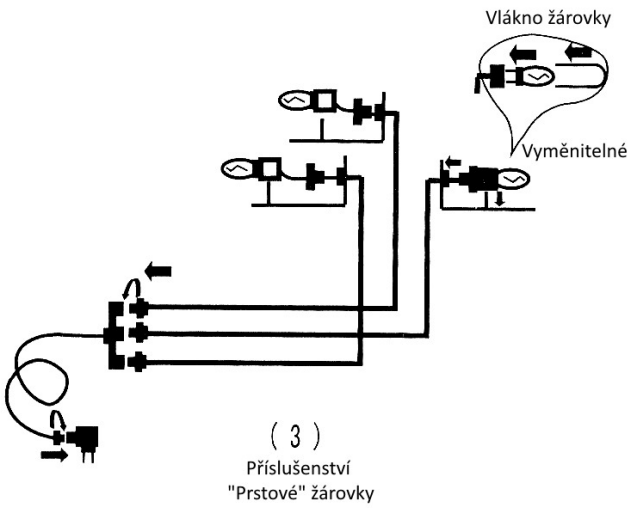 Vlákno žárovky
Vyměnitelné
( 3 )
Příslušenství
"Prstové" žárovky